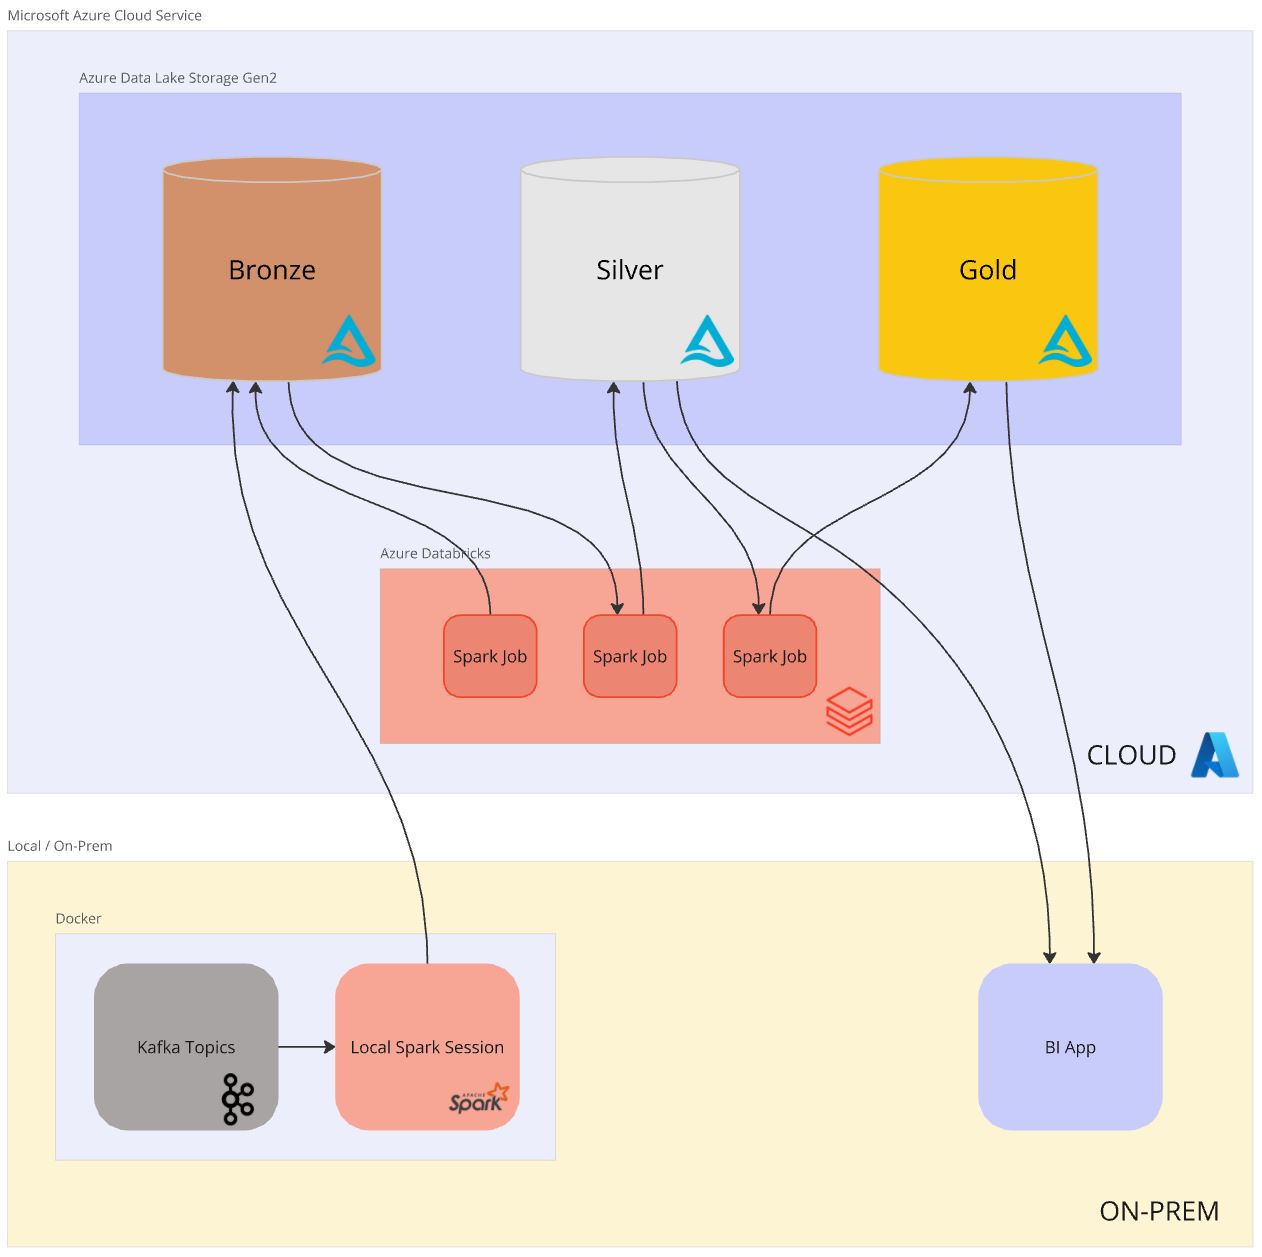 Microsoft Azure Cloud Service
Azure Data Lake Storage Gen2
Bronze
Silver
Gold
Azure Databricks
Spark Job
Spark Job
Spark Job
CLOUD
Local / On-Prem
Docker
Kafka Topics
Local Spark Session
APACHE
Spark
BI App
ON-PREM